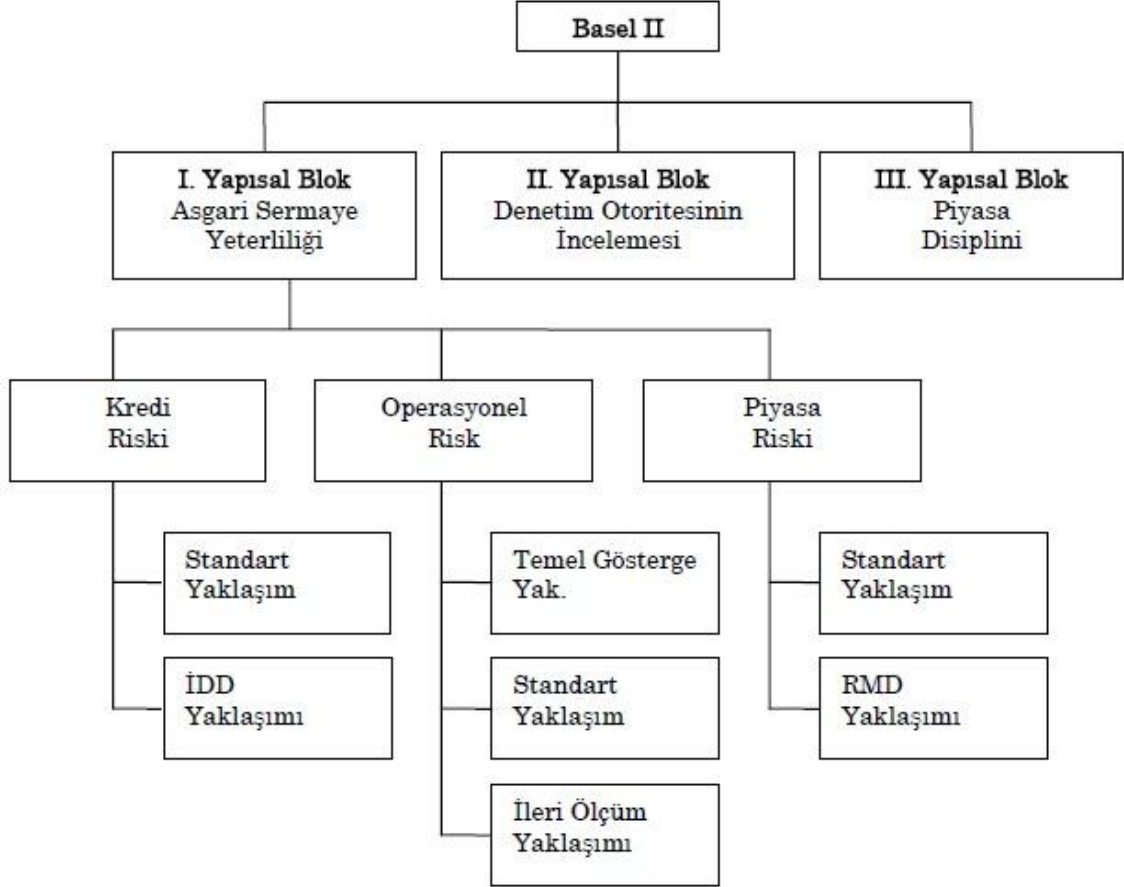 Basel II
I. Yapısal Blok
Asgari Sermaye
Yeterliliği
II. Yapısal Blok
Denetim Otoritesinin
İncelemesi
III. Yapısal Blok
Piyasa
Disiplini
Kredi
Riski
Operasyonel
Risk
Piyasa
Riski
Standart
Yaklaşım
İDD
Yaklaşımı
Temel Gösterge
Yak.
Standart
Yaklaşım
İleri Ölçüm
Yaklaşımı
Standart
Yaklaşım
RMD
Yaklaşımı